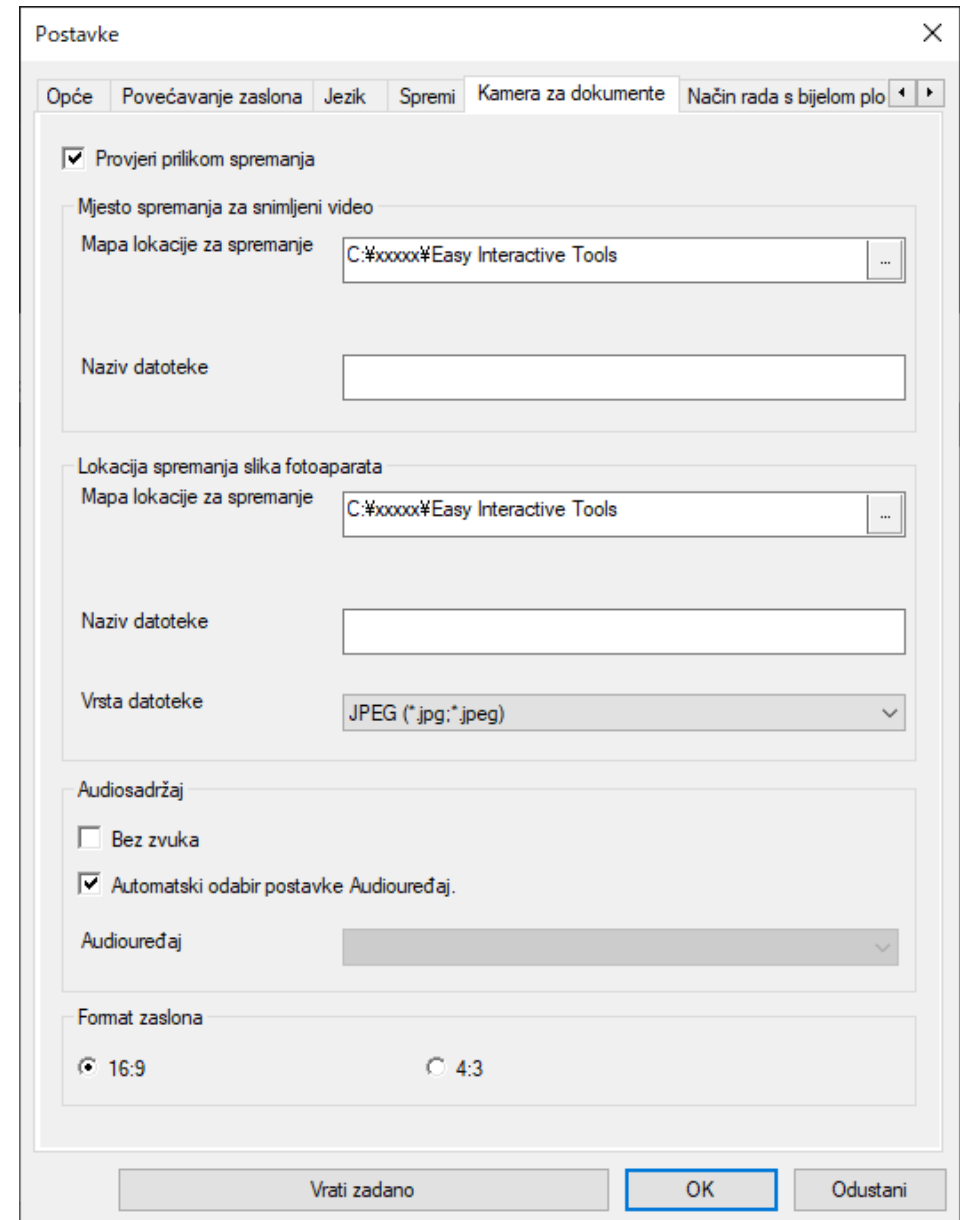 Postavke
Opće Povećavanje zaslona Jezik Spremi Kamera za dokumente Način rada s bijelom plo
Provjeri prilikom spremanja
Mjesto spremanja za snimljeni video
Mapa lokacije za spremanje C:¥xxxxx¥Easy Interactive Tools ...
Naziv datoteke
Lokacija spremanja slika fotoaparata
Mapa lokacije za spremanje C:¥xxxxx¥Easy Interactive Tools ...
Naziv datoteke
Vrsta datoteke JPEG (*.jpg;*.jpeg)
Audiosadržaj
Bez zvuka
Automatski odabir postavke Audiouređaj.
Audiouređaj
Format zaslona
16:9 4:3
Vrati zadano OK Odustani